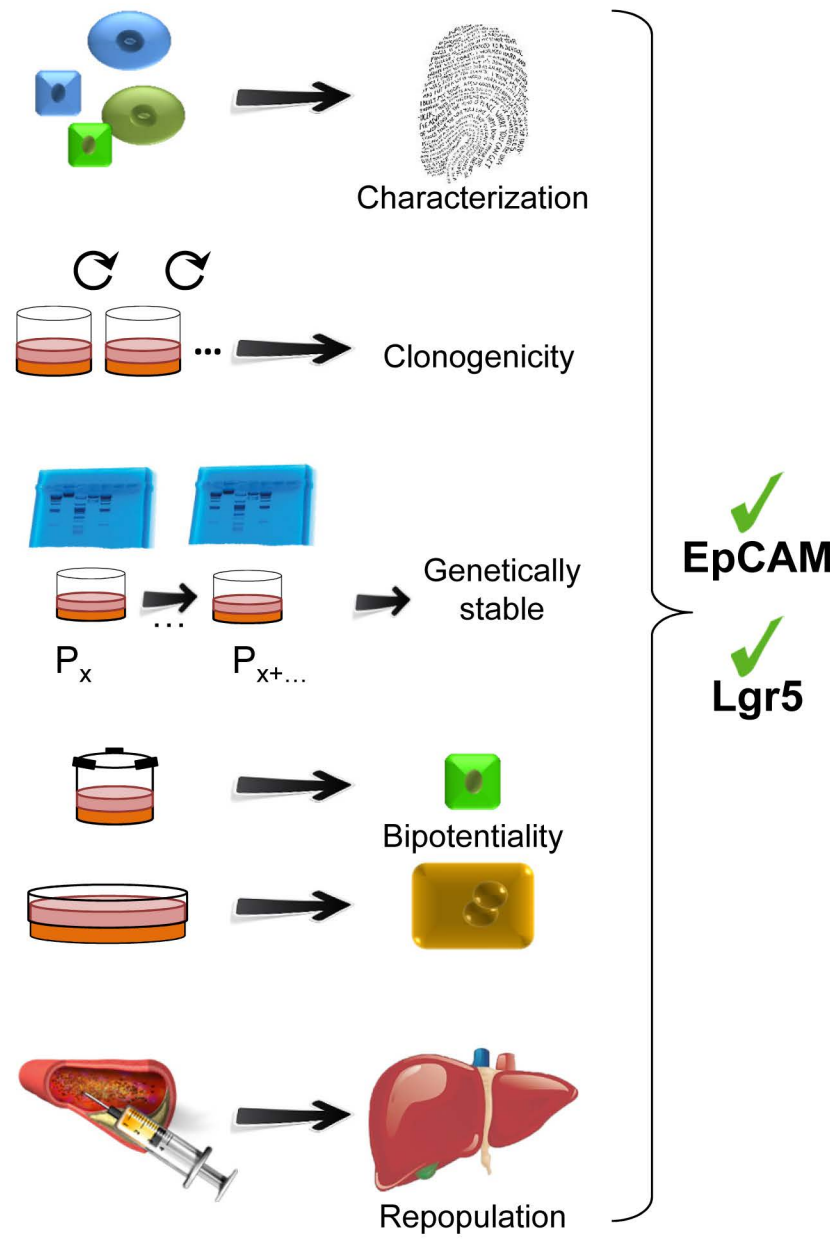 Characterization
...
Clonogenicity
Genetically
stable
...
Px
Px+...
Bipotentiality
Repopulation
EpCAM
Lgr5